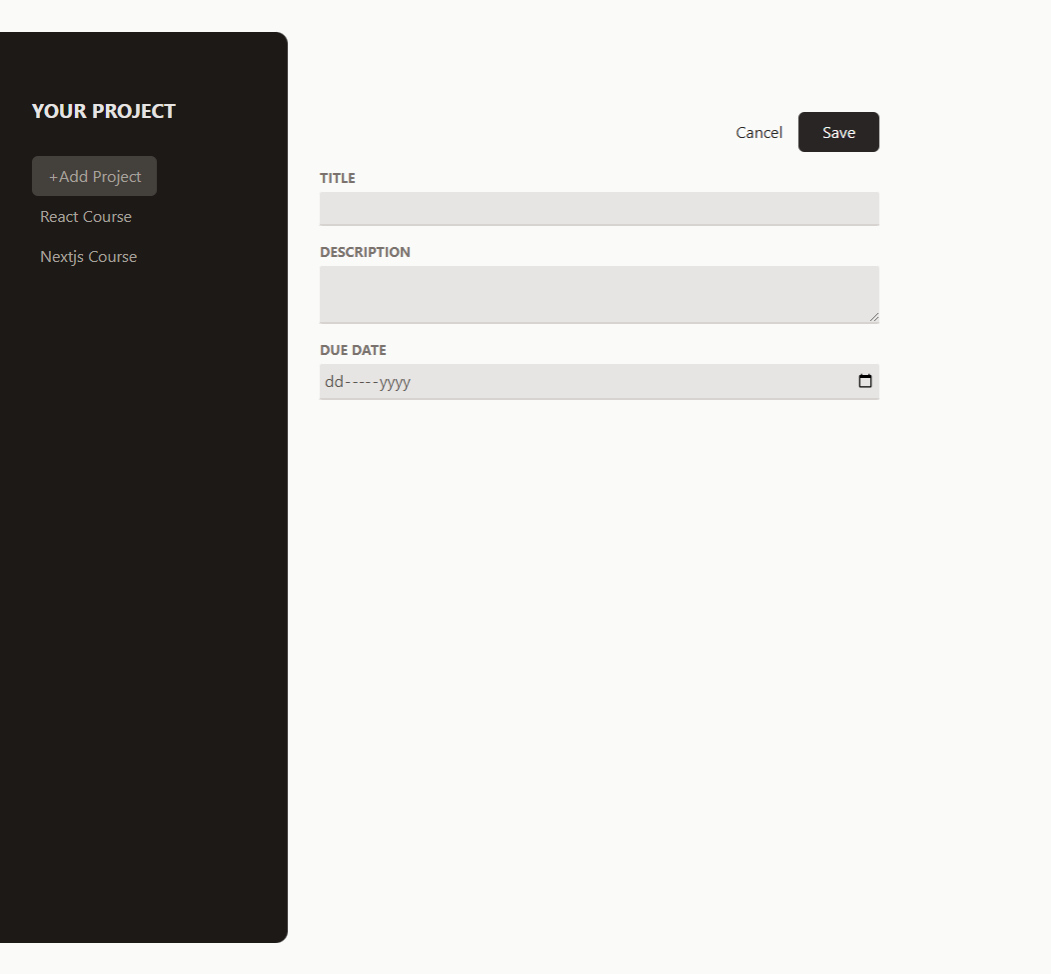 YOUR PROJECT
+Add Project
React Course
Nextjs Course
Cancel
Save
TITLE
DESCRIPTION
DUE DATE
dd-----yyyy